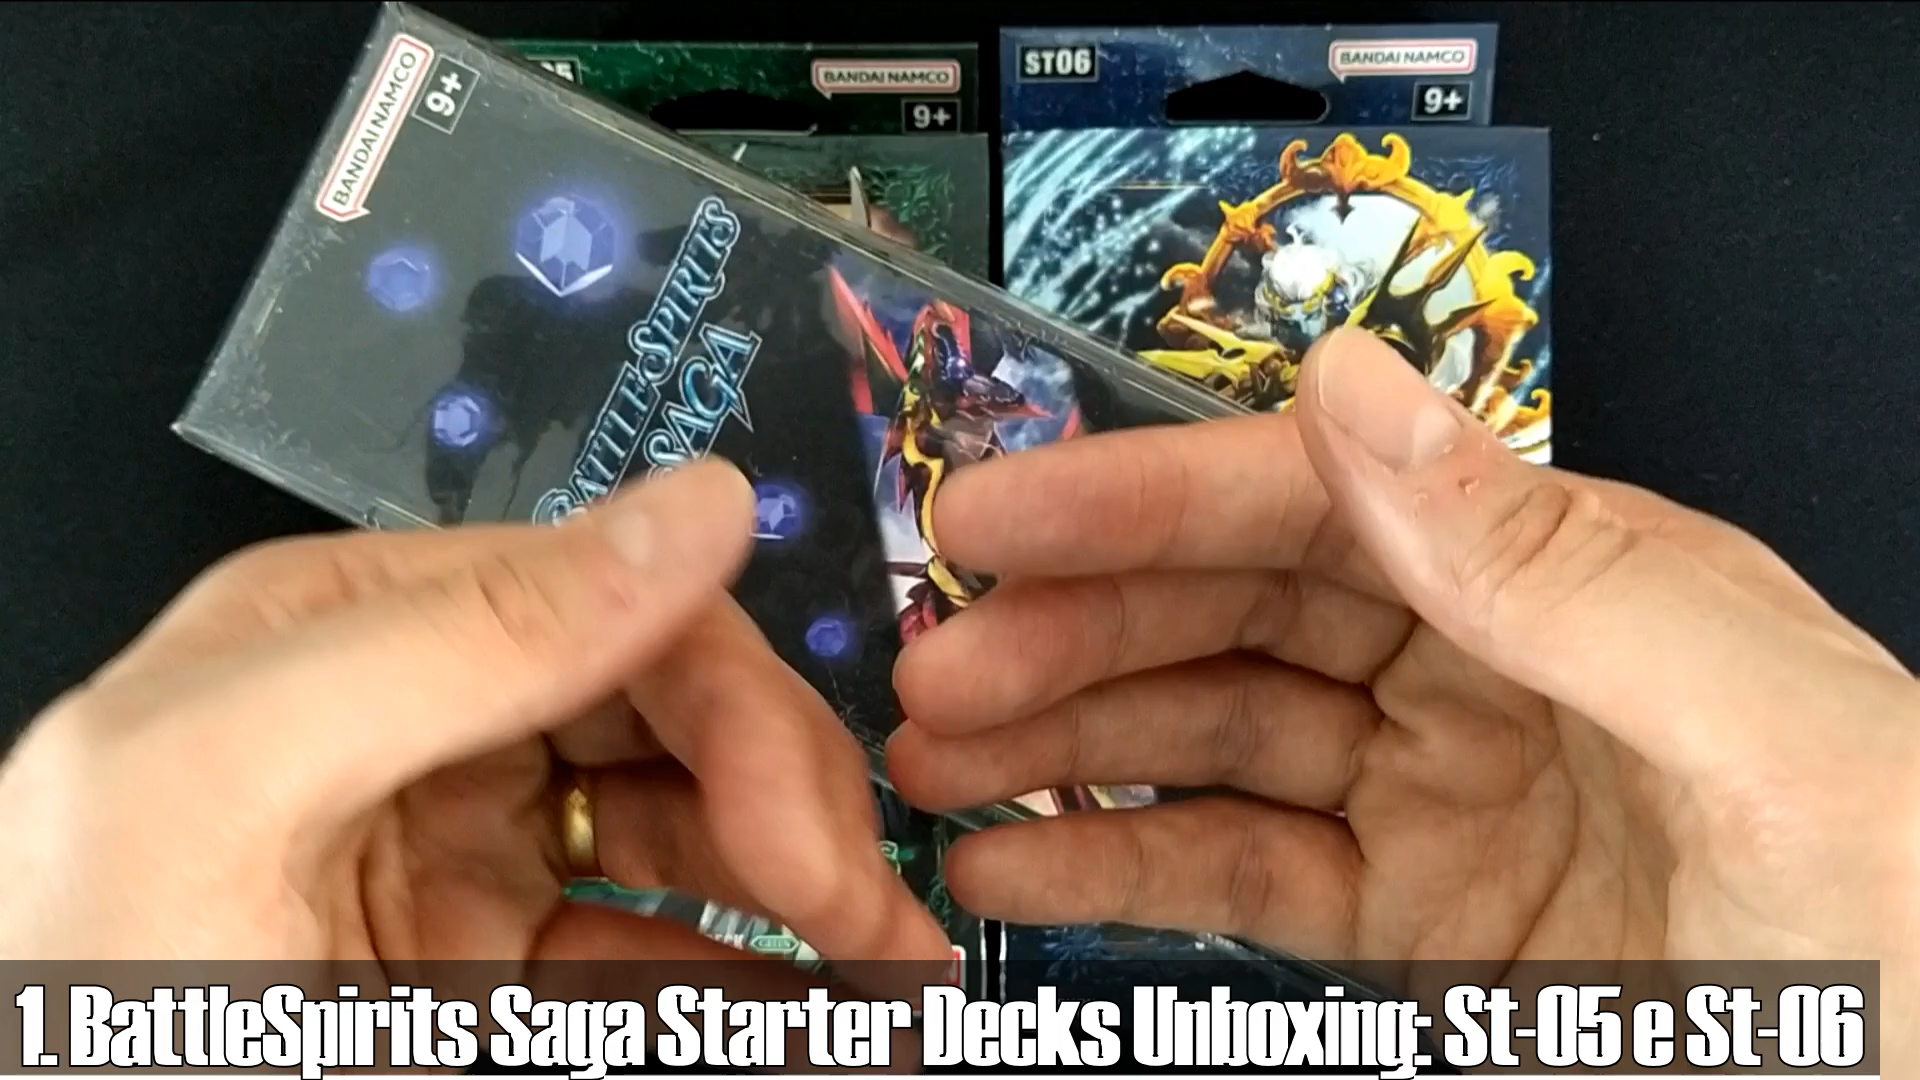 BANDAI NAMCO
9+
BATTLE SPIRITS
SAGA
BANDAI NAMCO
9+
ST06
BANDAI NAMCO
9+
GREEN
1. BattleSpirits Saga Starter Decks Unboxing: St-05 e St-06